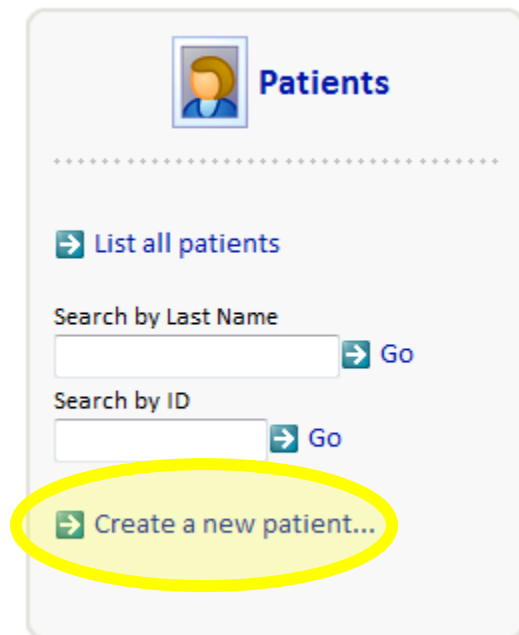 Patients
List all patients
Search by Last Name
Go
Search by ID
Go
Create a new patient...